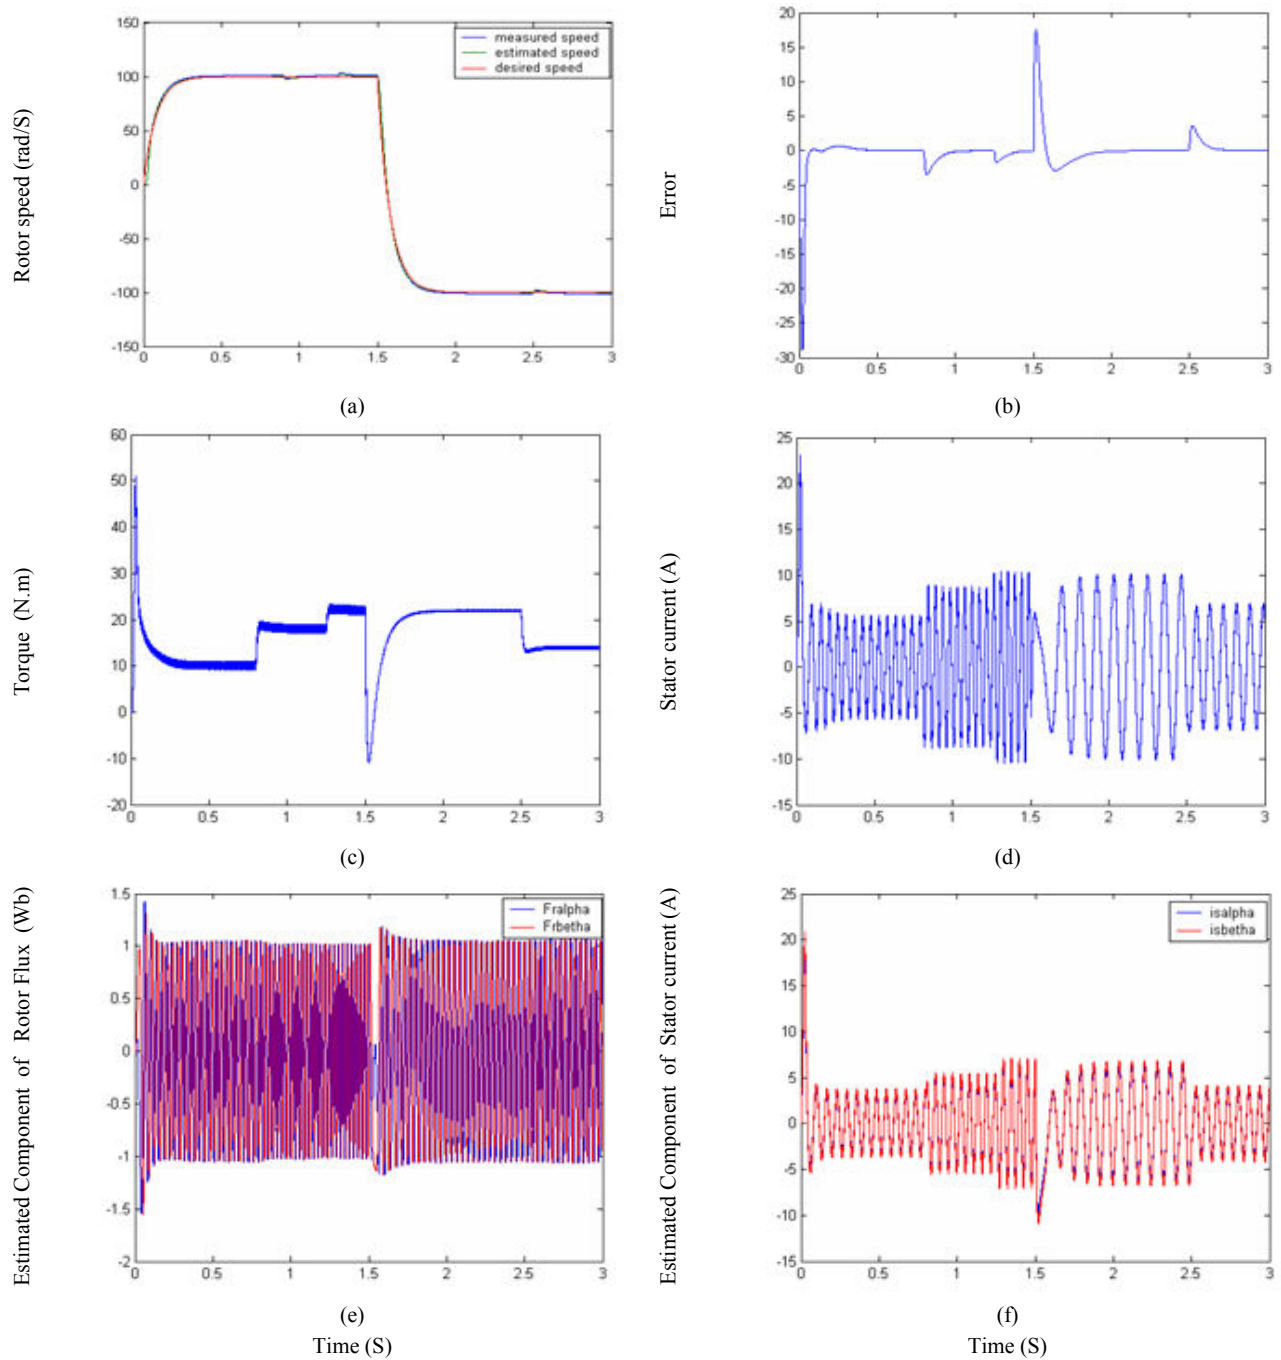 Rotor speed (rad/S)
150
100
50
0
-50
-100
-150
0 0.5 1 1.5 2 2.5 3
measured speed
estimated speed
desired speed
(a)
Error
20
15
10
5
0
-5
-10
-15
-20
-25
-30
0 0.5 1 1.5 2 2.5 3
(b)
Torque (N.m)
60
50
40
30
20
10
0
-10
-20
0 0.5 1 1.5 2 2.5 3
(c)
Stator current (A)
25
20
15
10
5
0
-5
-10
-15
0 0.5 1 1.5 2 2.5 3
(d)
Estimated Component of Rotor Flux (Wb)
1.5
1
0.5
0
-0.5
-1
-1.5
-2
0 0.5 1 1.5 2 2.5 3
Fralpha
Frbetha
(e)
Time (S)
Estimated Component of Stator current (A)
25
20
15
10
5
0
-5
-10
-15
0 0.5 1 1.5 2 2.5 3
isalpha
isbetha
(f)
Time (S)